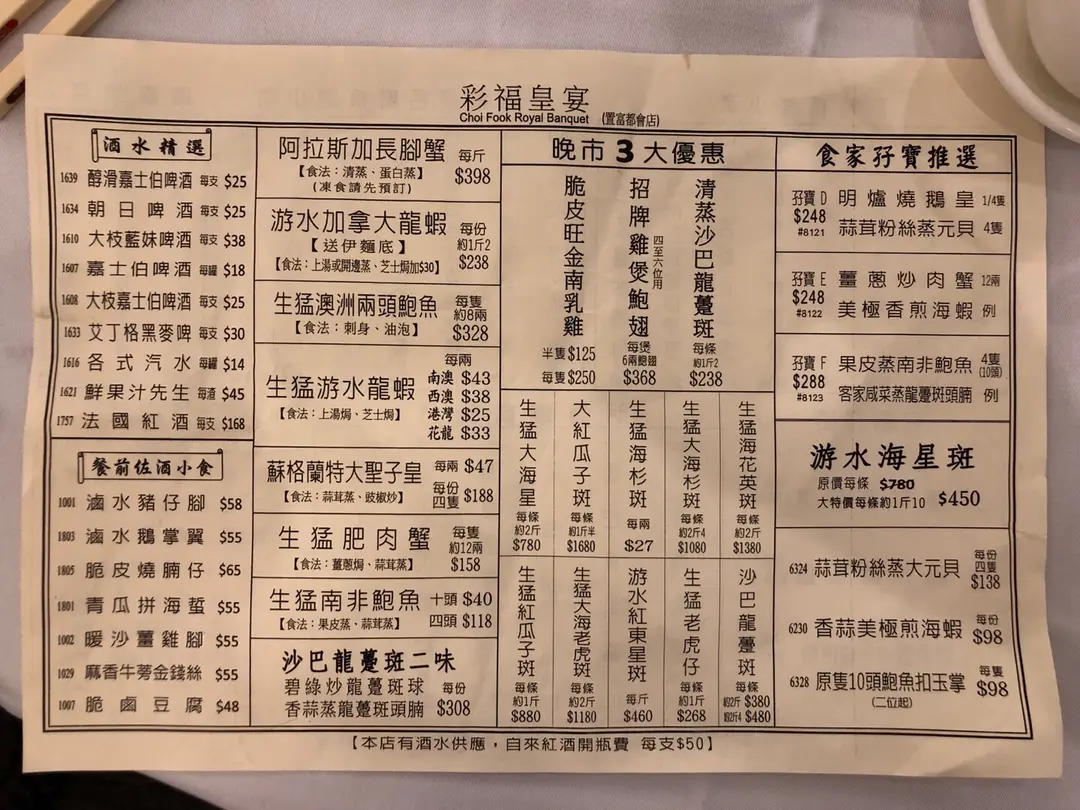 彩福皇宴
Choi Fook Royal Banquet (置富都會店)
酒水精選
1639 醇滑嘉士伯啤酒 每支 $25
1634 朝日啤酒 每支 $25
1610 大枝藍妹啤酒 每支 $38
1607 嘉士伯啤酒 每罐 $18
1608 大枝嘉士伯啤酒 每支 $25
1633 艾丁格黑麥啤 每支 $30
1616 各式汽水 每罐 $14
1621 鮮果汁先生 每渣 $45
1757 法國紅酒 每支 $168
餐前佐酒小食
1001 滷水豬仔腳 $58
1803 滷水鵝掌翼 $55
1805 脆皮燒腩仔 $65
1801 青瓜拼海蜇 $55
1002 暖沙薑雞腳 $55
1029 麻香牛蒡金錢絲 $55
1007 脆鹵豆腐 $48
阿拉斯加長腳蟹 每斤 $398
【食法：清蒸、蛋白蒸】
(凍食請先預訂)
游水加拿大龍蝦 每份 約1斤2 $238
【送伊麵底】
【食法：上湯或開邊蒸、芝士焗加$30】
生猛澳洲兩頭鮑魚 每隻 約8兩 $328
【食法：刺身、油泡】
生猛游水龍蝦 每兩
【食法：上湯焗、芝士焗】
南澳 $43
西澳 $38
港灣 $25
花龍 $33
蘇格蘭特大聖子皇 每兩 $47
【食法：蒜茸蒸、豉椒炒】 每份 四隻 $188
生猛肥肉蟹 每隻 約12兩 $158
【食法：薑蔥焗、蒜茸蒸】
生猛南非鮑魚 十頭 $40
【食法：果皮蒸、蒜茸蒸】 四頭 $118
沙巴龍躉斑二味
碧綠炒龍躉斑球 每份
香蒜蒸龍躉斑頭腩 $308
晚市3大優惠
脆皮旺金南乳雞
半隻 $125
每隻 $250
招牌雞煲鮑翅
四至六位用
每煲 6兩鮑翅 $368
清蒸沙巴龍躉斑
每條 約1斤2 $238
生猛大海星
每條 約2斤 $780
大紅瓜子斑
每條 約1斤半 $1680
生猛海杉斑
每兩 $27
生猛大海杉斑
每條 約2斤4 $1080
生猛海花英斑
每條 約2斤 $1380
生猛紅瓜子斑
每條 約1斤 $880
生猛大海老虎斑
每條 約2斤 $1180
游水紅東星斑
每斤 $460
生猛老虎仔
每條 約1斤 $268
沙巴龍躉斑
每條
約2斤 $380
約2斤4 $480
食家孖寶推選
孖寶 D $248 #8121
明爐燒鵝皇 1/4隻
蒜茸粉絲蒸元貝 4隻
孖寶 E $248 #8122
薑蔥炒肉蟹 12兩
美極香煎海蝦 例
孖寶 F $288 #8123
果皮蒸南非鮑魚 4隻 (10頭)
客家咸菜蒸龍躉斑頭腩 例
游水海星斑
原價每條 $780
大特價每條約1斤10 $450
6324 蒜茸粉絲蒸大元貝 每份 四隻 $138
6230 香蒜美極煎海蝦 每份 $98
6328 原隻10頭鮑魚扣玉掌 每隻 $98
(二位起)
【本店有酒水供應，自來紅酒開瓶費 每支$50】